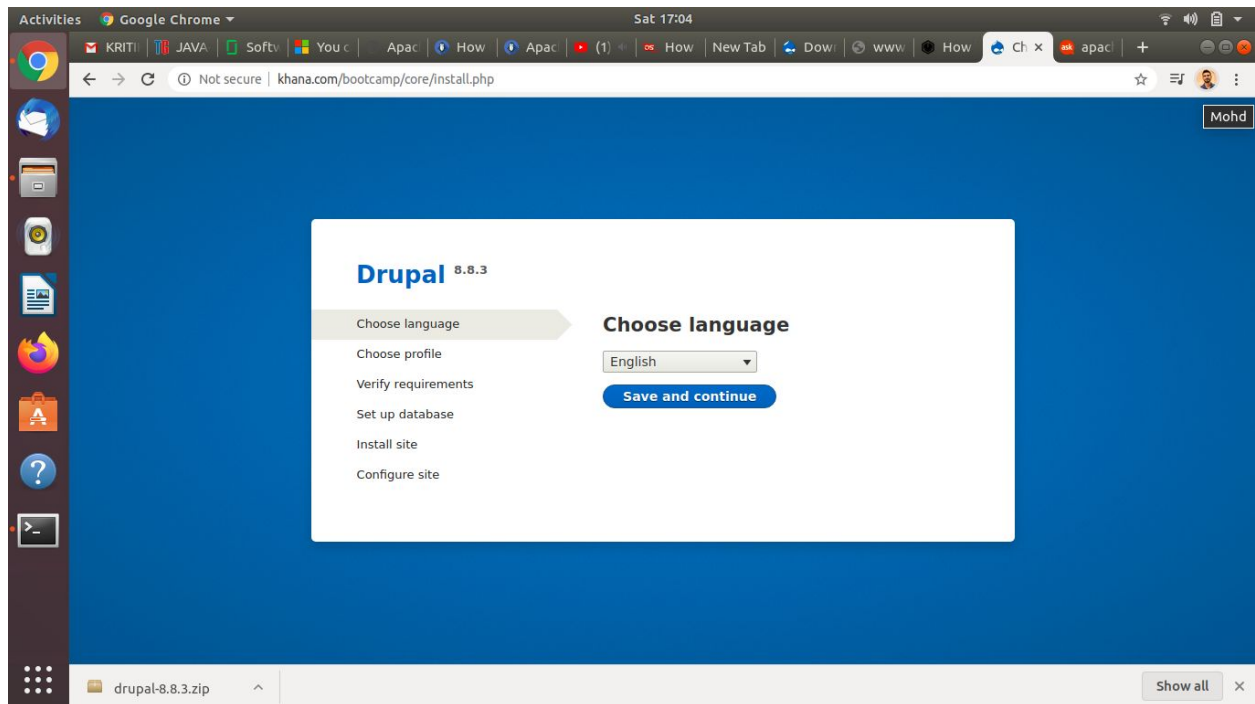 Activities Google Chrome Sat 17:04
KRITI JAVA Softw You c Apac How Apac (1) How New Tab Dow www How Ch apac
Not secure | khana.com/bootcamp/core/install.php
Mohd
Drupal 8.8.3
Choose language
Choose profile
Verify requirements
Set up database
Install site
Configure site
Choose language
English
Save and continue
drupal-8.8.3.zip
Show all